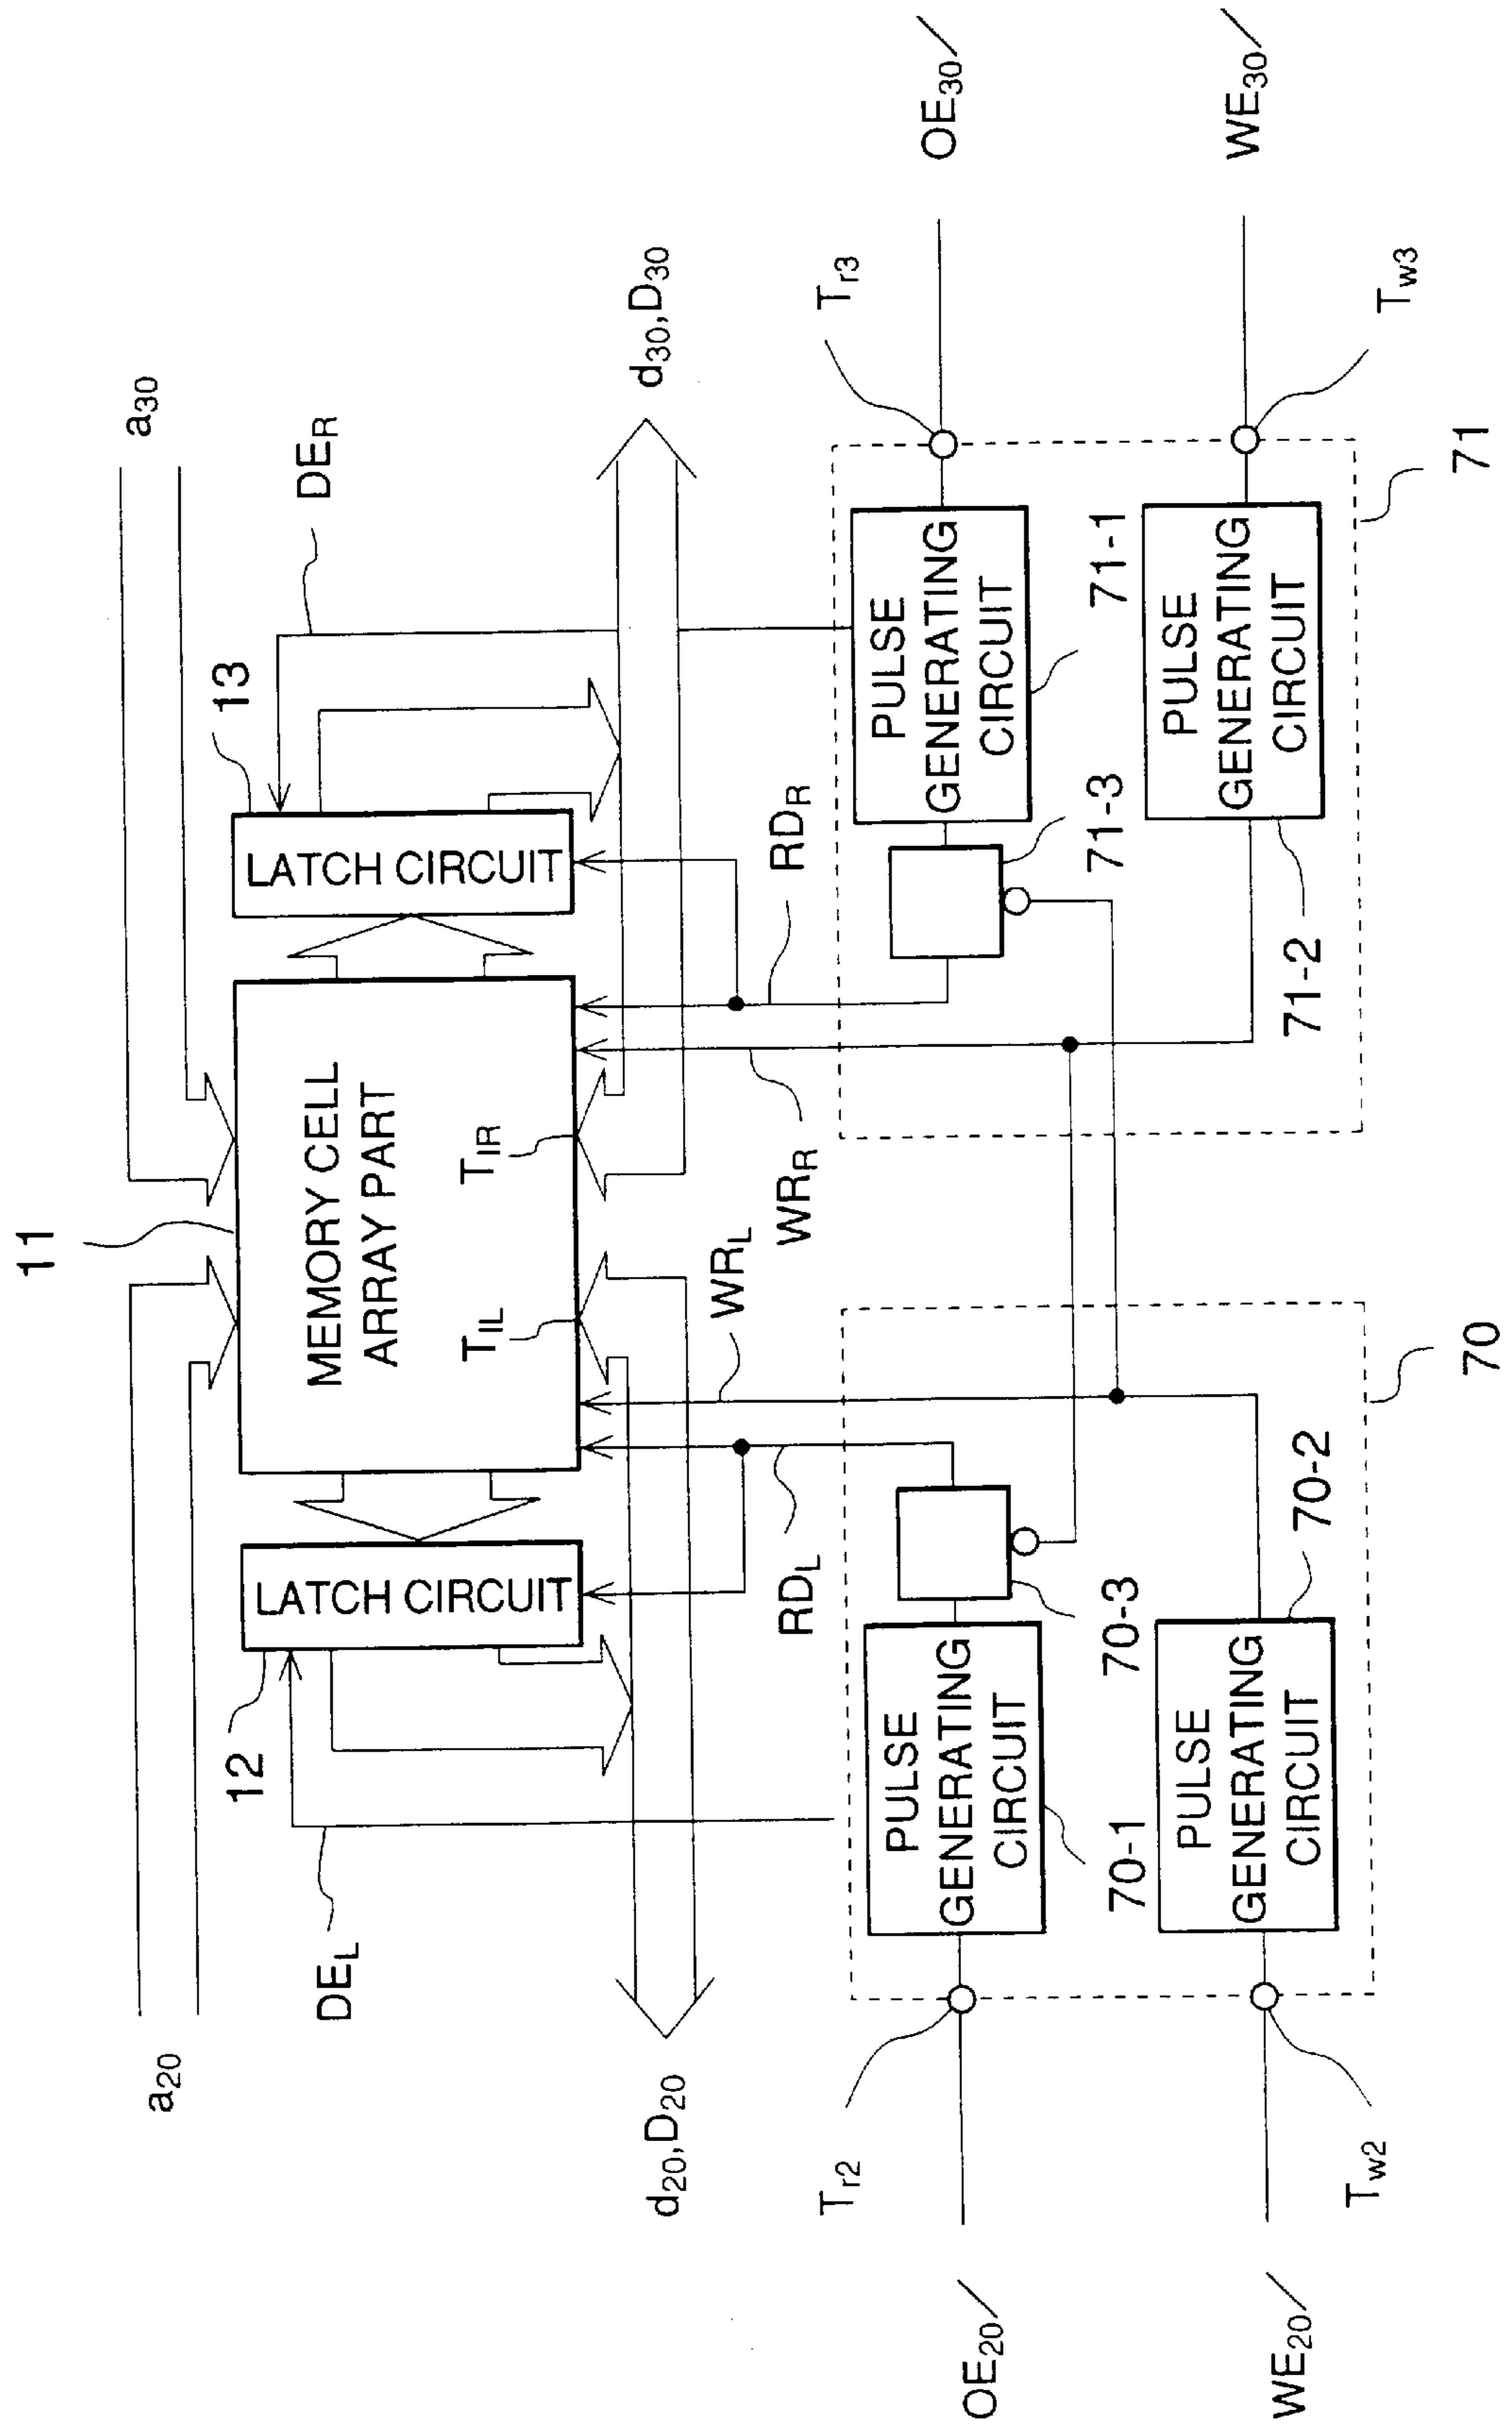 11
a20
a30
DEL
DER
12
13
LATCH CIRCUIT
MEMORY CELL
ARRAY PART
LATCH CIRCUIT
TIL
TIR
d20,D20
d30,D30
WRL
RDL
WRR
RDR
Tr2
Tr3
OE20/
OE30/
PULSE
GENERATING
CIRCUIT
PULSE
GENERATING
CIRCUIT
70-1
70-3
71-3
71-1
WE20/
WE30/
PULSE
GENERATING
CIRCUIT
PULSE
GENERATING
CIRCUIT
70-2
71-2
Tw2
Tw3
70
71